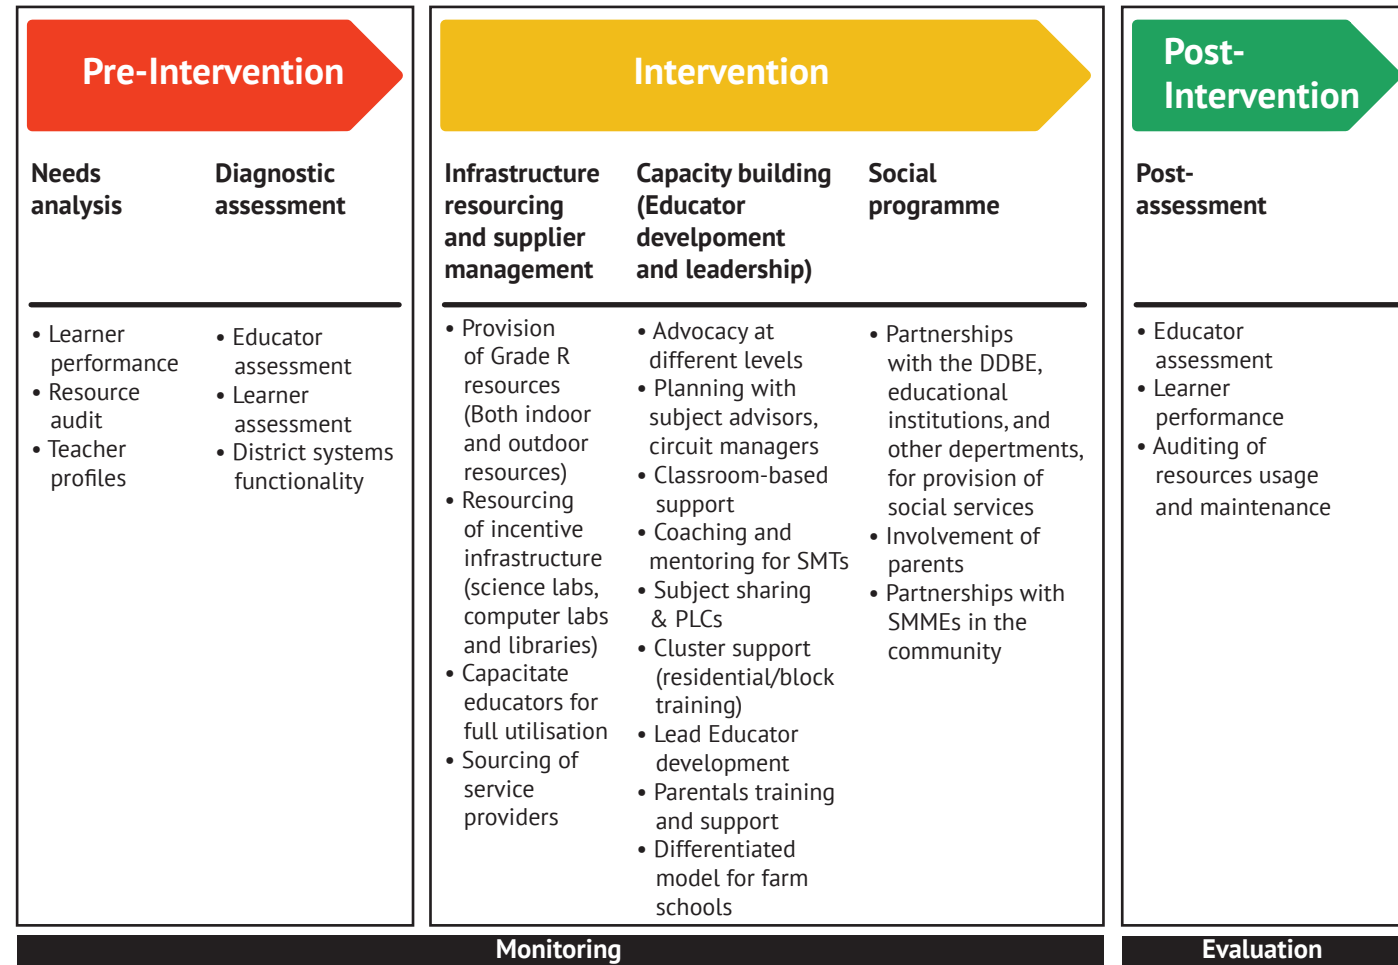 Pre-Intervention
Needs
analysis
• Learner
performance
• Resource
audit
• Teacher
profiles
Diagnostic
assessment
• Educator
assessment
• Learner
assessment
• District systems
functionality
Intervention
Infrastructure
resourcing
and supplier
management
• Provision
of Grade R
resources
(Both indoor
and outdoor
resources)
• Resourcing
of incentive
infrastructure
(science labs,
computer labs
and libraries)
• Capacitate
educators for
full utilisation
• Sourcing of
service
providers
Capacity building
(Educator
develpoment
and leadership)
• Advocacy at
different levels
• Planning with
subject advisors,
circuit managers
• Classroom-based
support
• Coaching and
mentoring for SMTs
• Subject sharing
& PLCs
• Cluster support
(residential/block
training)
• Lead Educator
development
• Parentals training
and support
• Differentiated
model for farm
schools
Social
programme
• Partnerships
with the DDBE,
educational
institutions, and
other depertments,
for provision of
social services
• Involvement of
parents
• Partnerships with
SMMEs in the
community
Post-
Intervention
Post-
assessment
• Educator
assessment
• Learner
performance
• Auditing of
resources usage
and maintenance
Monitoring
Evaluation